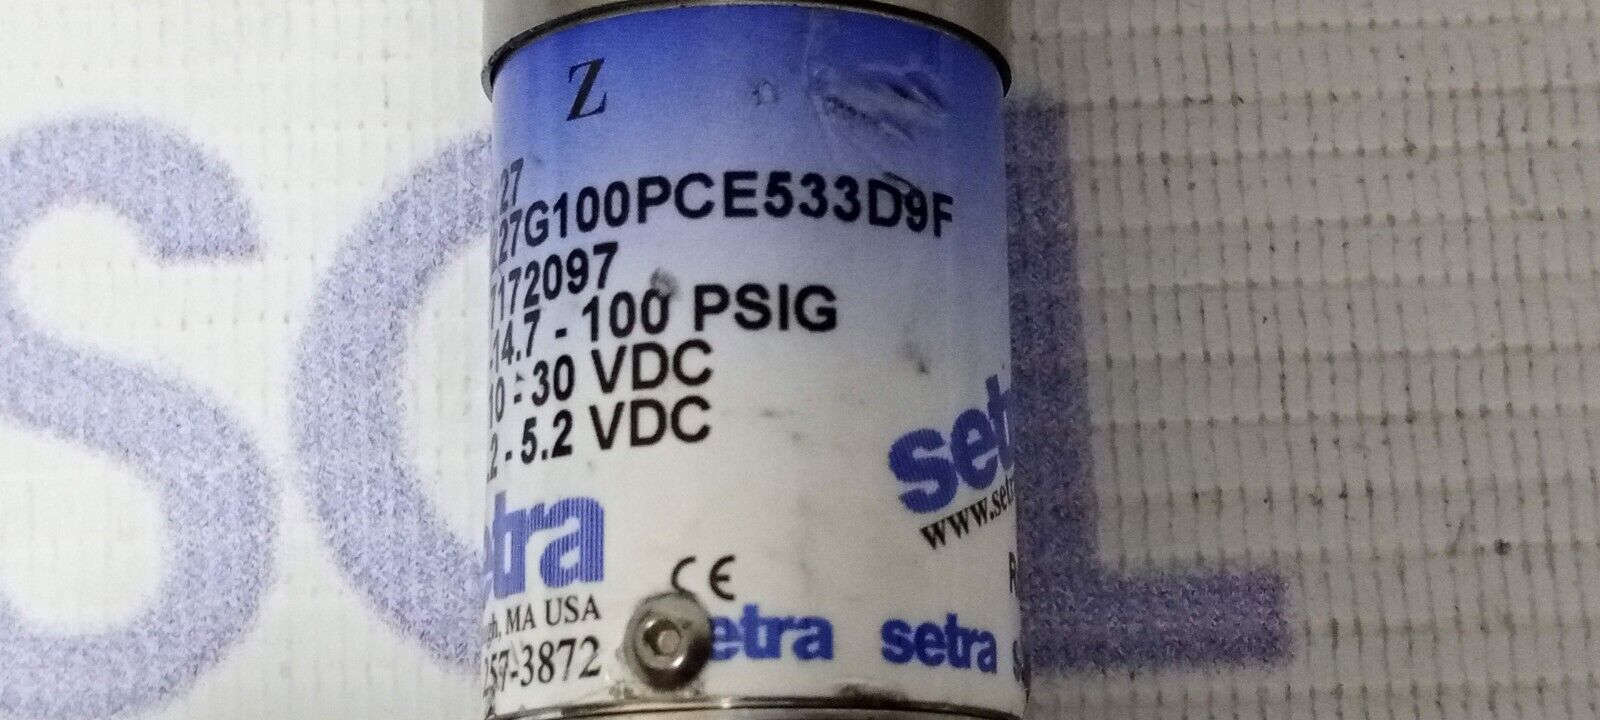 Z
27
27G100PCE533D9F
7172097
-14.7 - 100 PSIG
10 - 30 VDC
.2 - 5.2 VDC
setra
www.setr
CE
MA USA
257-3872
etra setra
SCL